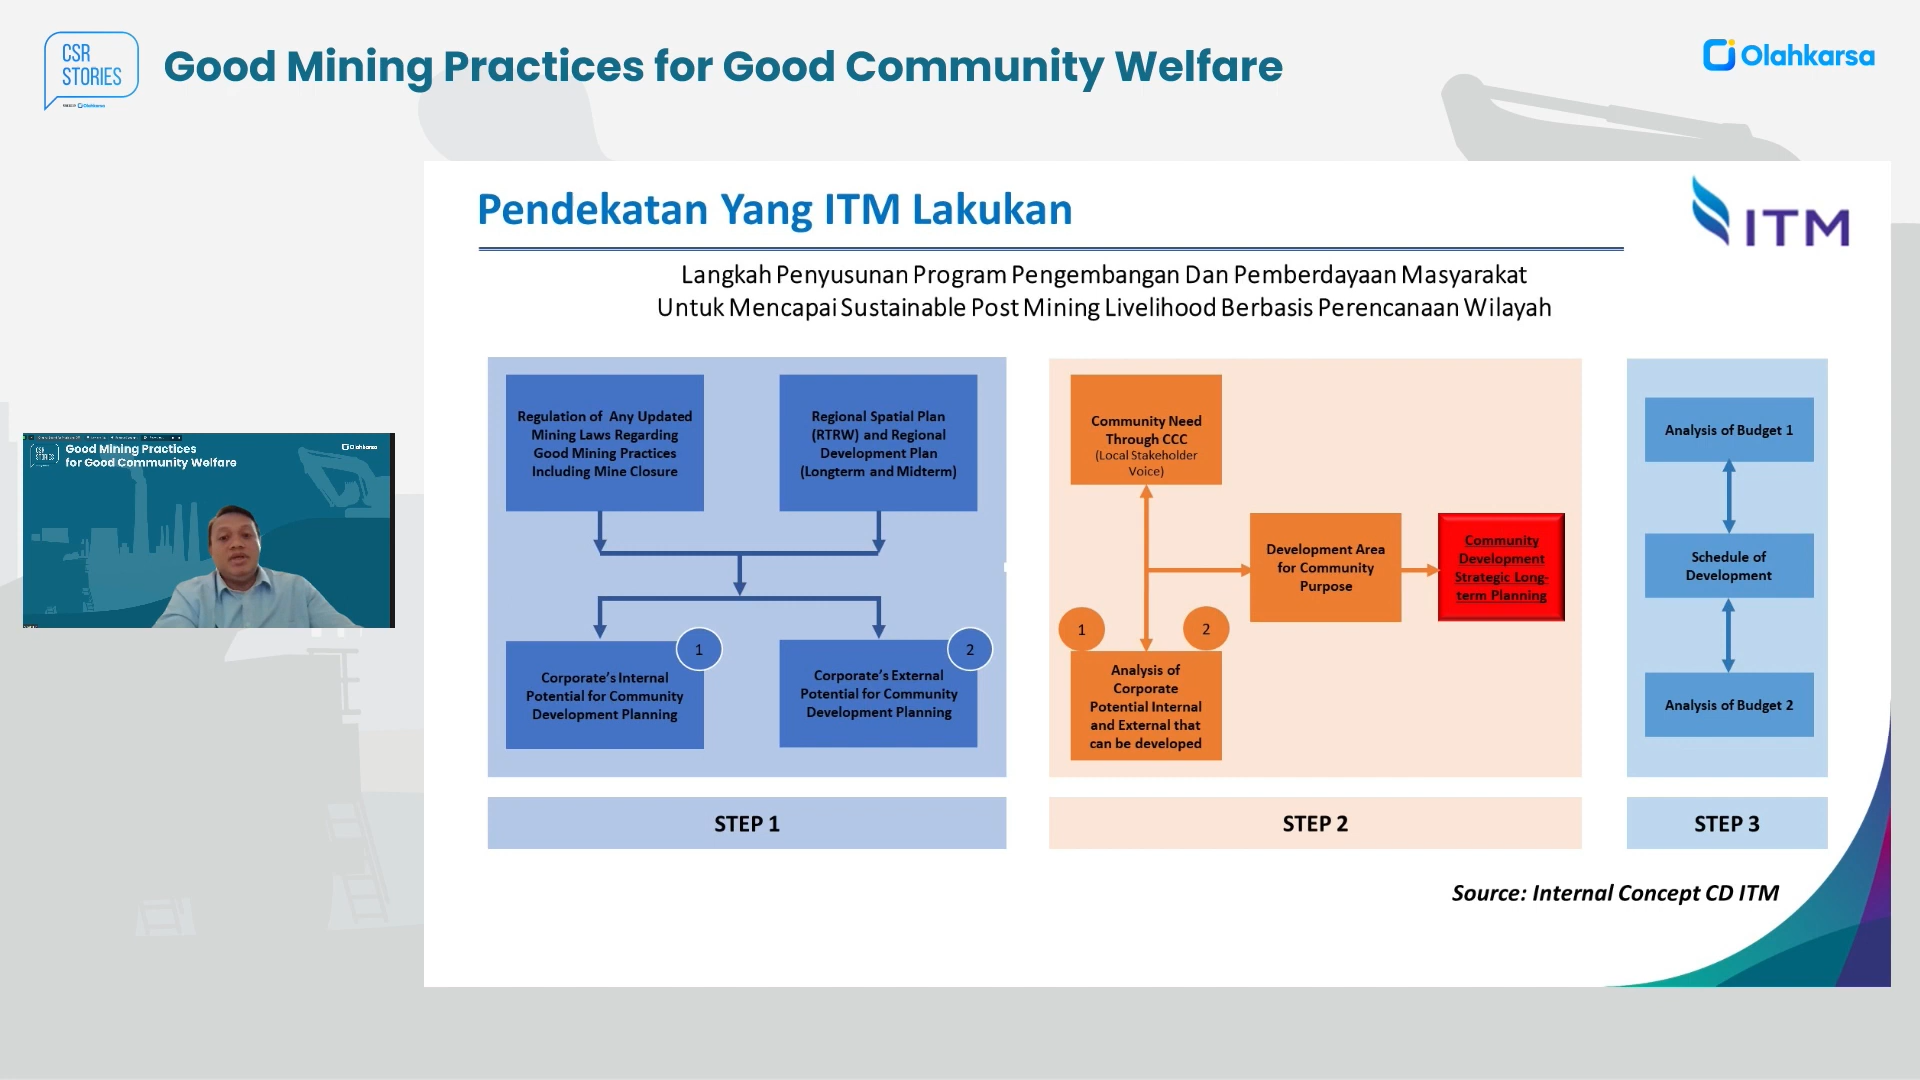 CSR
STORIES
Good Mining Practices for Good Community Welfare
Olahkarsa
Pendekatan Yang ITM Lakukan
ITM
Langkah Penyusunan Program Pengembangan Dan Pemberdayaan Masyarakat
Untuk Mencapai Sustainable Post Mining Livelihood Berbasis Perencanaan Wilayah
Regulation of Any Updated
Mining Laws Regarding
Good Mining Practices
Including Mine Closure
Regional Spatial Plan
(RTRW) and Regional
Development Plan
(Longterm and Midterm)
1
Corporate's Internal
Potential for Community
Development Planning
2
Corporate's External
Potential for Community
Development Planning
STEP 1
Community Need
Through CCC
(Local Stakeholder
Voice)
Development Area
for Community
Purpose
Community
Development
Strategic Long-
term Planning
1
2
Analysis of
Corporate
Potential Internal
and External that
can be developed
STEP 2
Analysis of Budget 1
Schedule of
Development
Analysis of Budget 2
STEP 3
Source: Internal Concept CD ITM
CSR
STORIES
Good Mining Practices
for Good Community Welfare
Olahkarsa